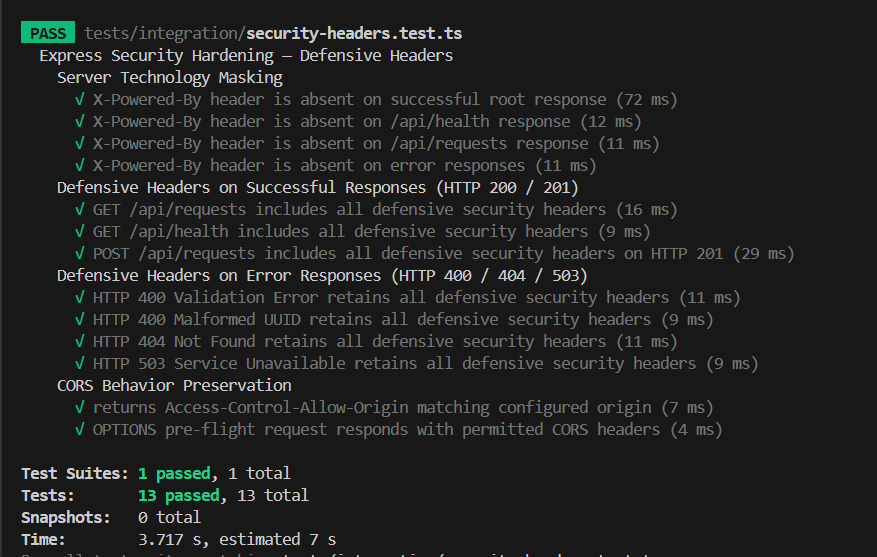 PASS tests/integration/security-headers.test.ts
Express Security Hardening — Defensive Headers
Server Technology Masking
√ X-Powered-By header is absent on successful root response (72 ms)
√ X-Powered-By header is absent on /api/health response (12 ms)
√ X-Powered-By header is absent on /api/requests response (11 ms)
√ X-Powered-By header is absent on error responses (11 ms)
Defensive Headers on Successful Responses (HTTP 200 / 201)
√ GET /api/requests includes all defensive security headers (16 ms)
√ GET /api/health includes all defensive security headers (9 ms)
√ POST /api/requests includes all defensive security headers on HTTP 201 (29 ms)
Defensive Headers on Error Responses (HTTP 400 / 404 / 503)
√ HTTP 400 Validation Error retains all defensive security headers (11 ms)
√ HTTP 400 Malformed UUID retains all defensive security headers (9 ms)
√ HTTP 404 Not Found retains all defensive security headers (11 ms)
√ HTTP 503 Service Unavailable retains all defensive security headers (9 ms)
CORS Behavior Preservation
√ returns Access-Control-Allow-Origin matching configured origin (7 ms)
√ OPTIONS pre-flight request responds with permitted CORS headers (4 ms)
Test Suites: 1 passed, 1 total
Tests: 13 passed, 13 total
Snapshots: 0 total
Time: 3.717 s, estimated 7 s